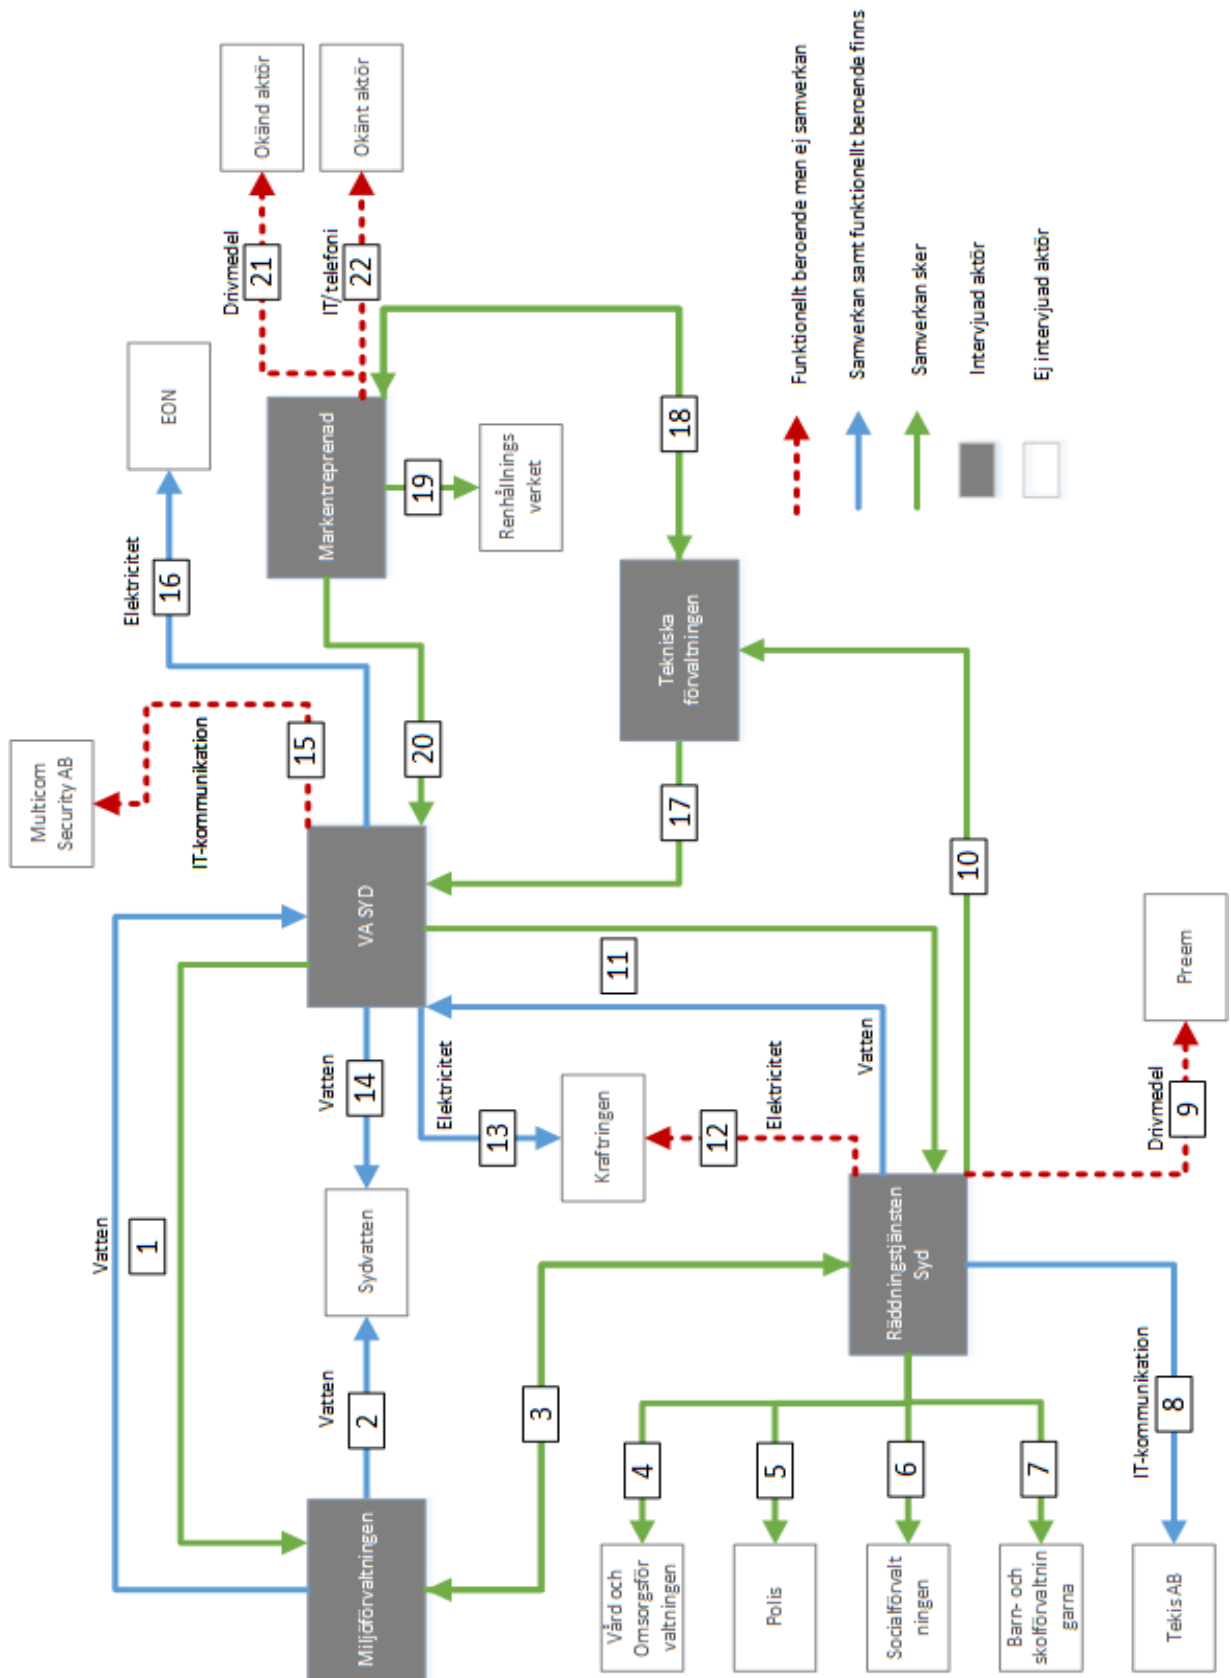 Multicom
Security AB
Vatten
1
IT-kommunikation
Elektricitet
EON
16
Drivmedel
Okänd aktör
21
15
Vatten
Vatten
IT/telefoni
Okänt aktör
22
Miljöförvaltningen
2
Sydvatten
14
VA SYD
Markentreprenad
20
19
Elektricitet
13
Renhållnings
verket
3
Kraftringen
11
Vård och
Omsorgsför
valtningen
4
12
17
Tekniska
förvaltningen
18
Polis
5
Elektricitet
Funktionellt beroende men ej samverkan
Vatten
Samverkan samt funktionellt beroende finns
Socialförvalt
ningen
6
Räddningstjänsten
Syd
Samverkan sker
10
Intervjuad aktör
Barn- och
skolförvaltnin
garna
7
Ej intervjuad aktör
IT-kommunikation
Drivmedel
Tekis AB
8
9
Preem